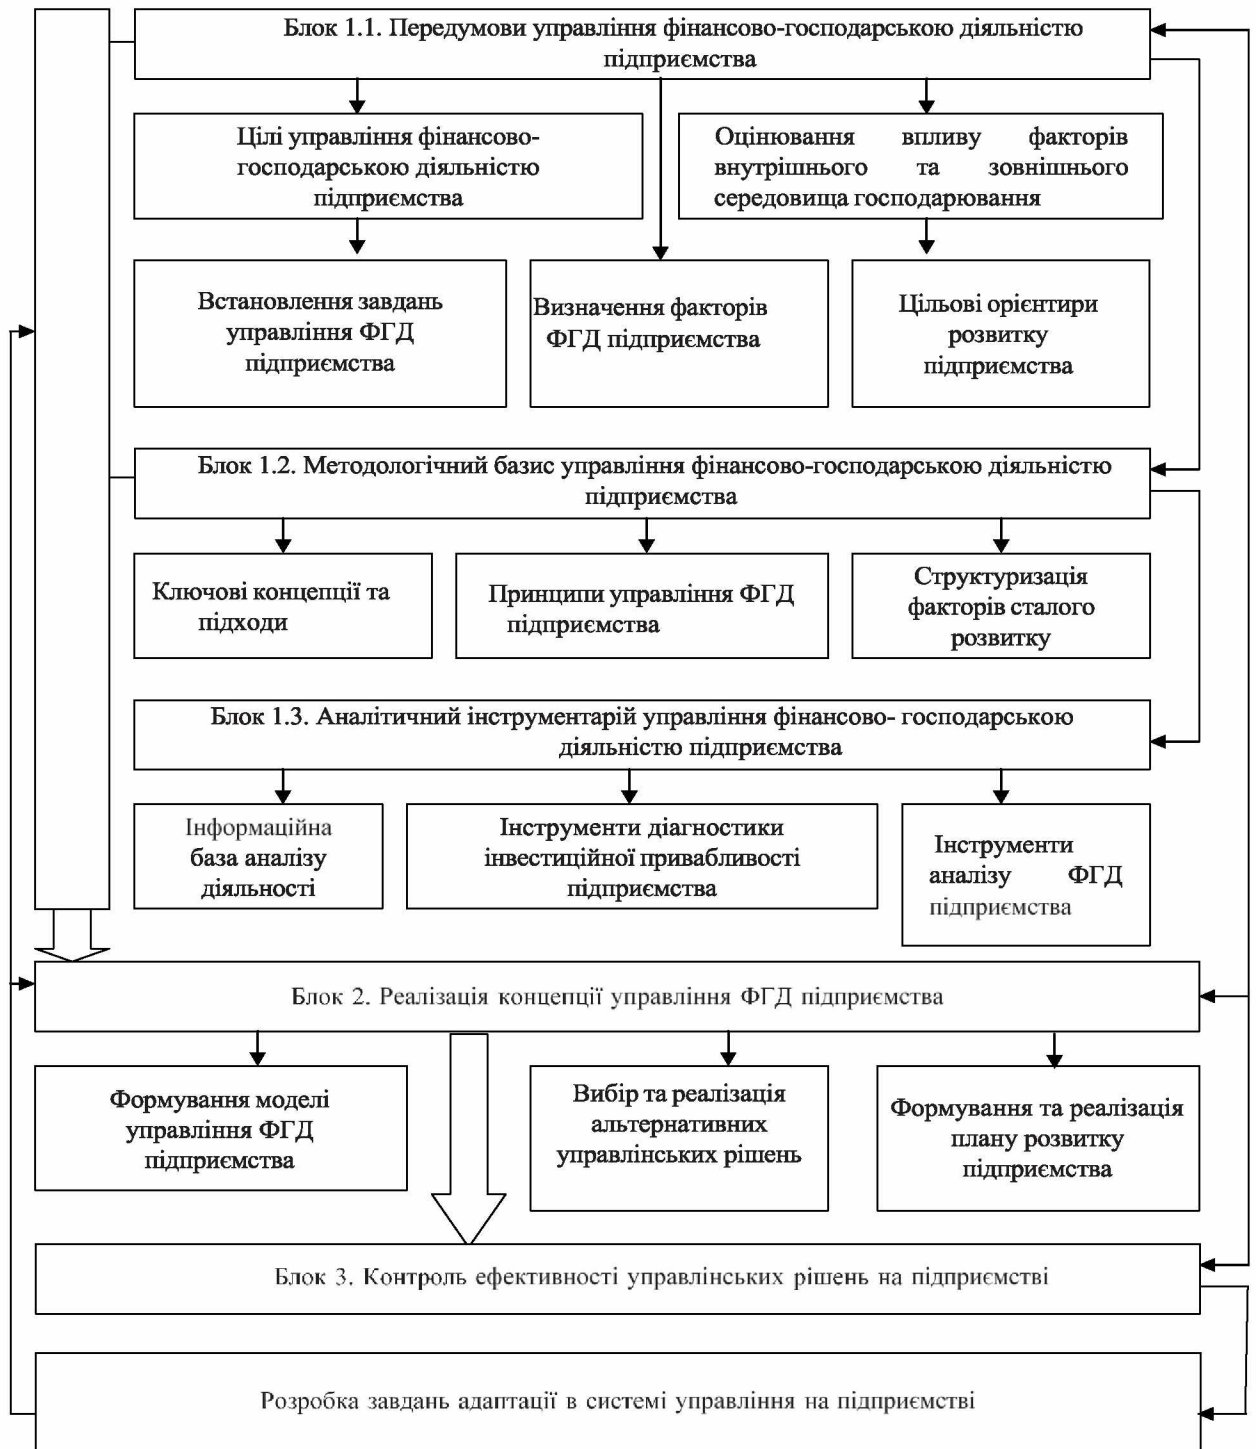 Блок 1.1. Передумови управління фінансово-господарською діяльністю
підприємства
Цілі управління фінансово-
господарською діяльністю
підприємства
Оцінювання впливу факторів
внутрішнього та зовнішнього
середовища господарювання
Встановлення завдань
управління ФГД
підприємства
Визначення факторів
ФГД підприємства
Цільові орієнтири
розвитку
підприємства
Блок 1.2. Методологічний базис управління фінансово-господарською діяльністю
підприємства
Ключові концепції та
підходи
Принципи управління ФГД
підприємства
Структуризація
факторів сталого
розвитку
Блок 1.3. Аналітичний інструментарій управління фінансово- господарською
діяльністю підприємства
Інформаційна
база аналізу
діяльності
Інструменти діагностики
інвестиційної привабливості
підприємства
Інструменти
аналізу ФГД
підприємства
Блок 2. Реалізація концепції управління ФГД підприємства
Формування моделі
управління ФГД
підприємства
Вибір та реалізація
альтернативних
управлінських рішень
Формування та реалізація
плану розвитку
підприємства
Блок 3. Контроль ефективності управлінських рішень на підприємстві
Розробка завдань адаптації в системі управління на підприємстві